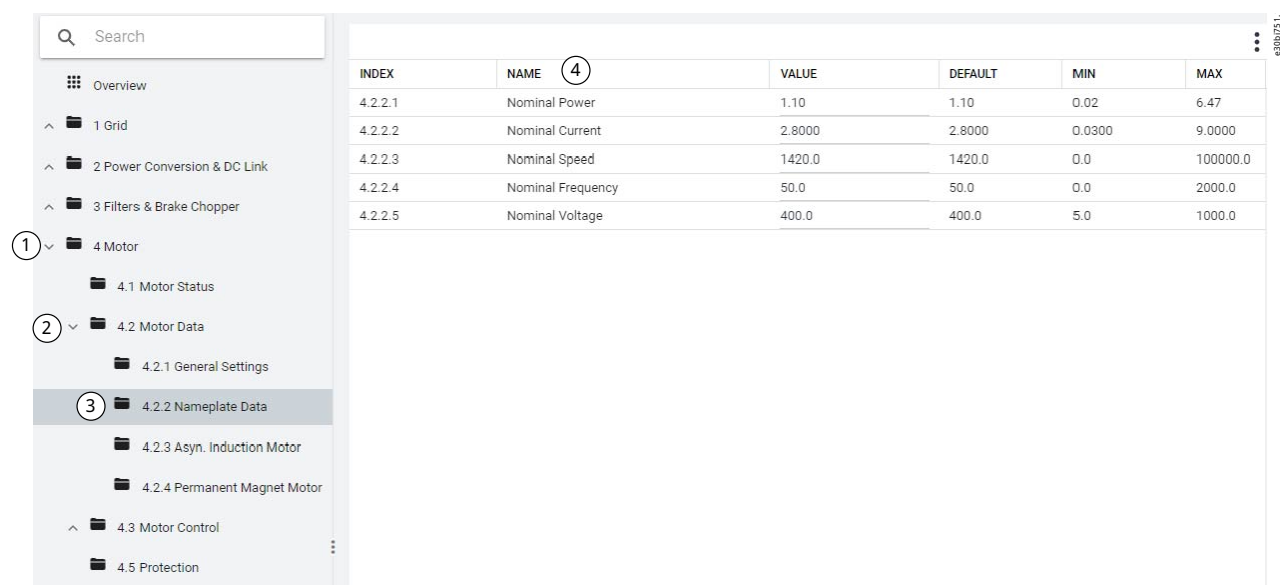 Search
Overview
1 Grid
2 Power Conversion & DC Link
3 Filters & Brake Chopper
1 4 Motor
4.1 Motor Status
2 4.2 Motor Data
4.2.1 General Settings
3 4.2.2 Nameplate Data
4.2.3 Asyn. Induction Motor
4.2.4 Permanent Magnet Motor
4.3 Motor Control
4.5 Protection
INDEX NAME 4 VALUE DEFAULT MIN MAX
4.2.2.1 Nominal Power 1.10 1.10 0.02 6.47
4.2.2.2 Nominal Current 2.8000 2.8000 0.0300 9.0000
4.2.2.3 Nominal Speed 1420.0 1420.0 0.0 100000.0
4.2.2.4 Nominal Frequency 50.0 50.0 0.0 2000.0
4.2.2.5 Nominal Voltage 400.0 400.0 5.0 1000.0